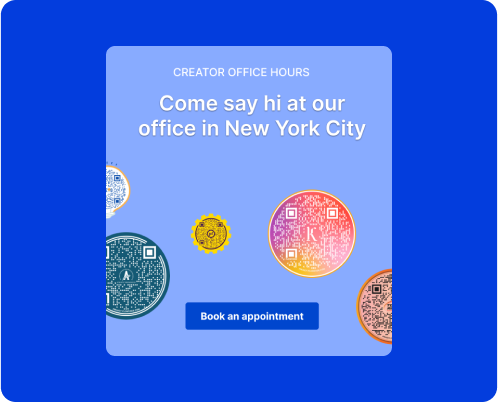 CREATOR OFFICE HOURS
Come say hi at our
office in New York City
K
A
Book an appointment